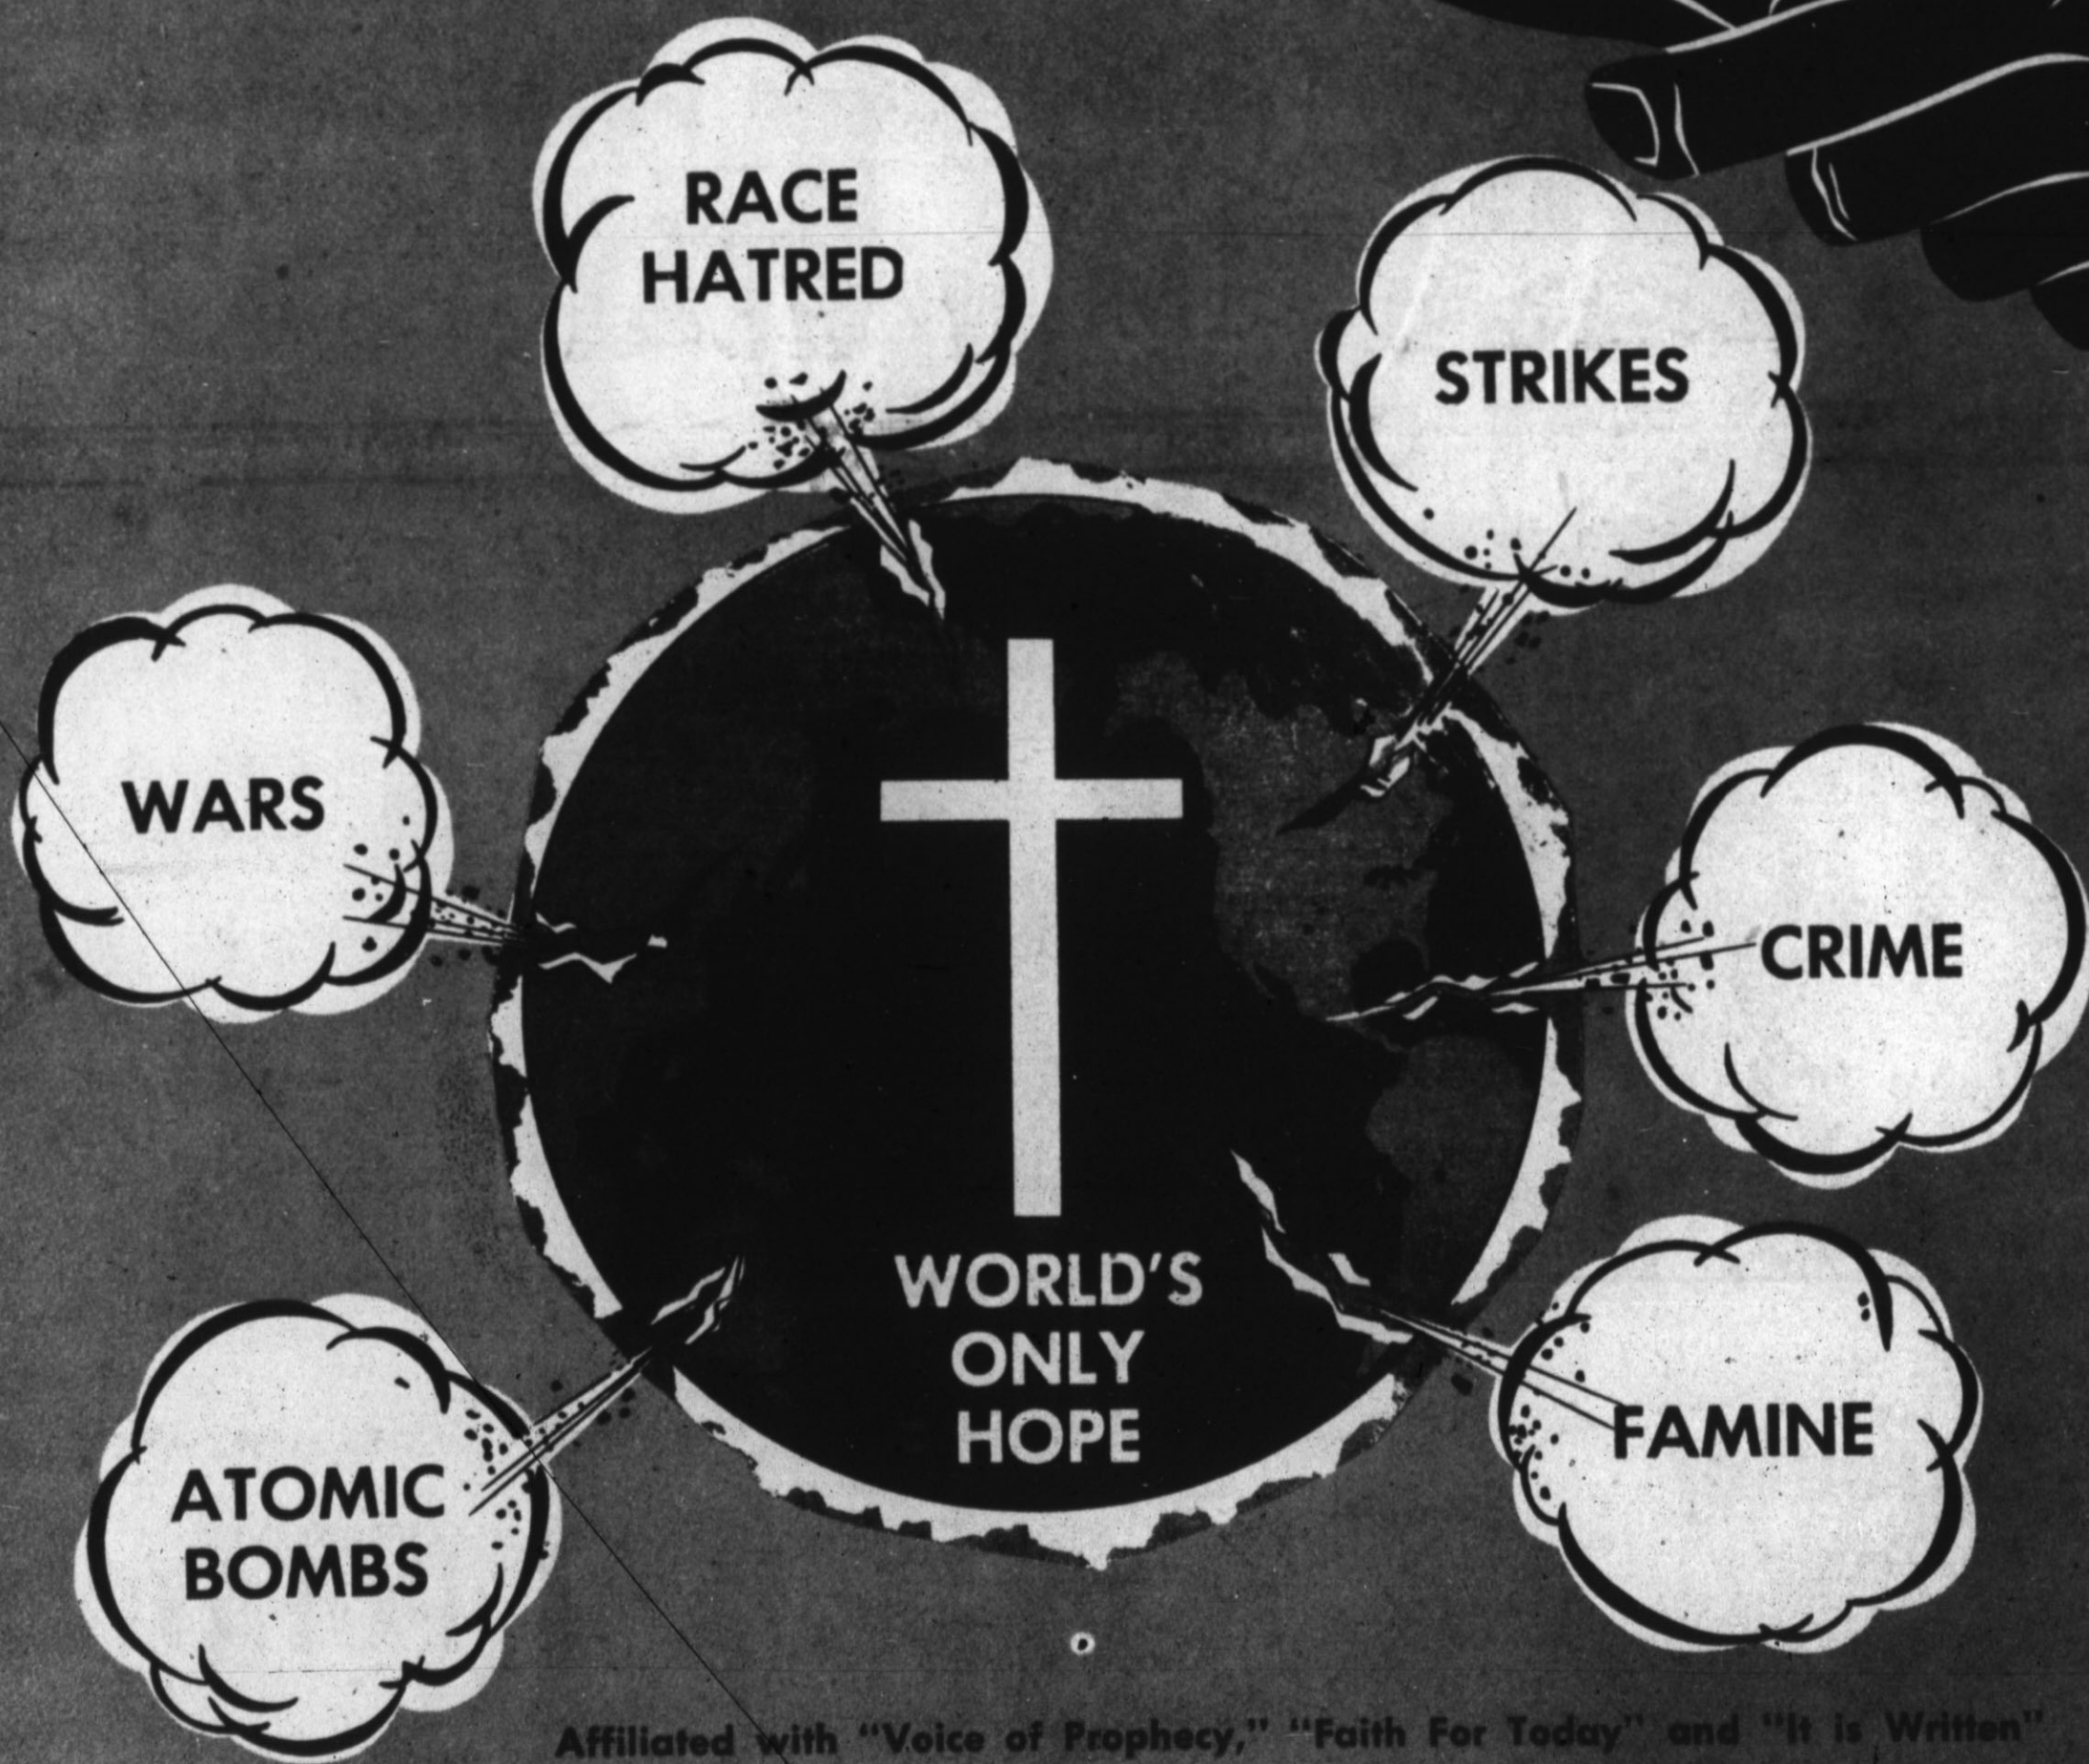 RACE
HATRED
STRIKES
WARS
CRIME
WORLD'S
ONLY
HOPE
FAMINE
ATOMIC
BOMBS
Affiliated with "Voice of Prophecy," "Faith For Today" and "It is Written"